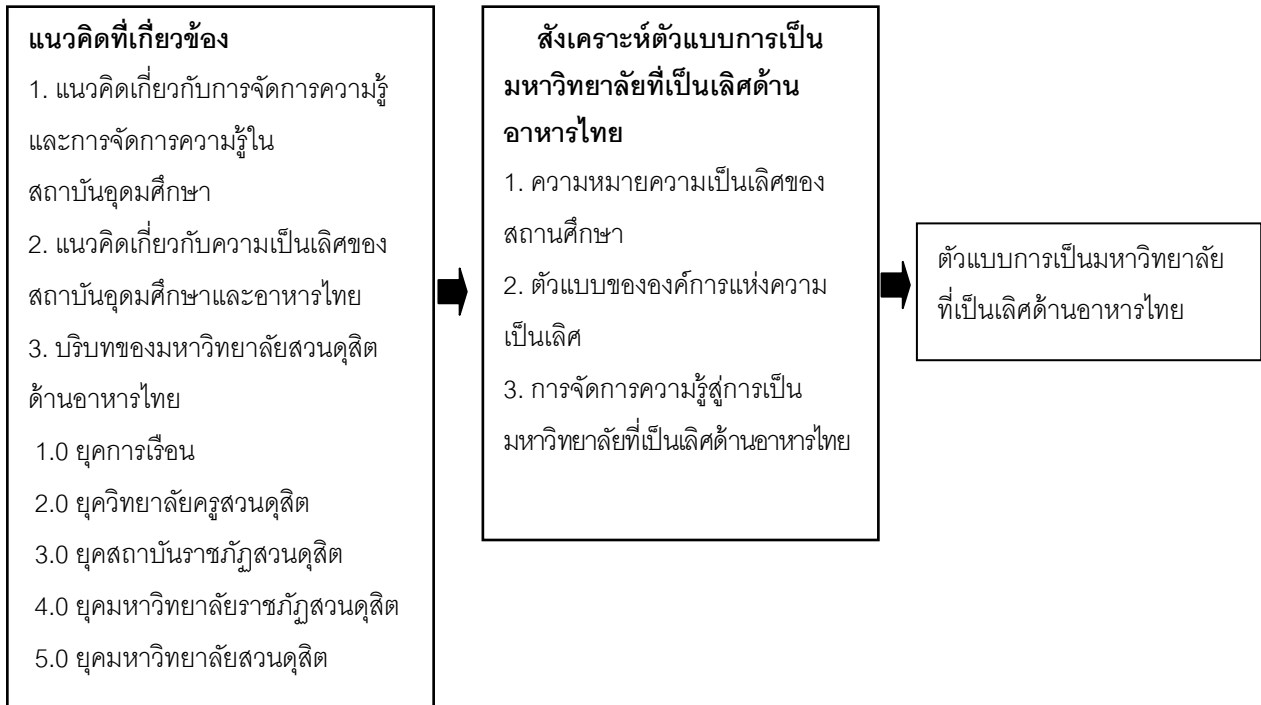 แนวคิดที่เกี่ยวข้อง
1. แนวคิดเกี่ยวกับการจัดการความรู้
และการจัดการความรู้ใน
สถาบันอุดมศึกษา
2. แนวคิดเกี่ยวกับความเป็นเลิศของ
สถาบันอุดมศึกษาและอาหารไทย
3. บริบทของมหาวิทยาลัยสวนดุสิต
ด้านอาหารไทย
1.0 ยุคการเรือน
2.0 ยุควิทยาลัยครูสวนดุสิต
3.0 ยุคสถาบันราชภัฏสวนดุสิต
4.0 ยุคมหาวิทยาลัยราชภัฏสวนดุสิต
5.0 ยุคมหาวิทยาลัยสวนดุสิต
สังเคราะห์ตัวแบบการเป็น
มหาวิทยาลัยที่เป็นเลิศด้าน
อาหารไทย
1. ความหมายความเป็นเลิศของ
สถานศึกษา
2. ตัวแบบขององค์การแห่งความ
เป็นเลิศ
3. การจัดการความรู้สู่การเป็น
มหาวิทยาลัยที่เป็นเลิศด้านอาหารไทย
ตัวแบบการเป็นมหาวิทยาลัย
ที่เป็นเลิศด้านอาหารไทย